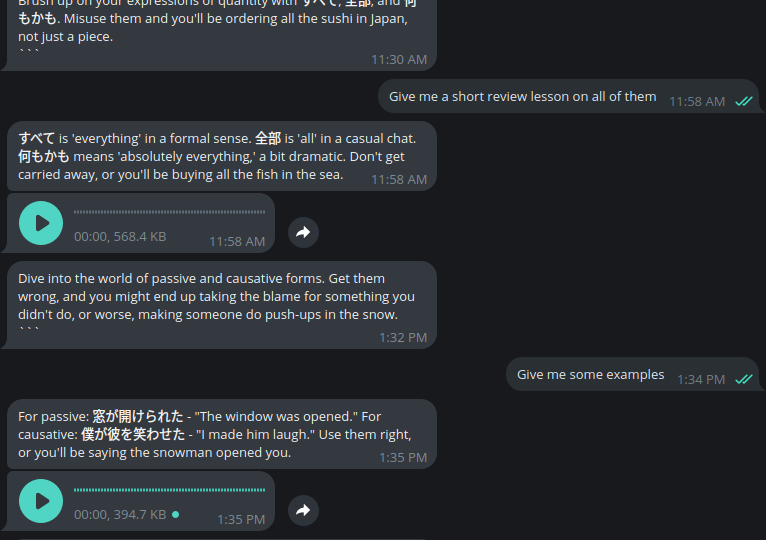 Brush up on your expressions of quantity with すべて, 全部, and 何
もかも. Misuse them and you'll be ordering all the sushi in Japan,
not just a piece.
```
11:30 AM
Give me a short review lesson on all of them 11:58 AM
すべて is 'everything' in a formal sense. 全部 is 'all' in a casual chat.
何もかも means 'absolutely everything,' a bit dramatic. Don't get
carried away, or you'll be buying all the fish in the sea. 11:58 AM
00:00, 568.4 KB 11:58 AM
Dive into the world of passive and causative forms. Get them
wrong, and you might end up taking the blame for something you
didn't do, or worse, making someone do push-ups in the snow.
```
1:32 PM
Give me some examples 1:34 PM
For passive: 窓が開けられた - "The window was opened." For
causative: 僕が彼を笑わせた - "I made him laugh." Use them right,
or you'll be saying the snowman opened you. 1:35 PM
00:00, 394.7 KB 1:35 PM